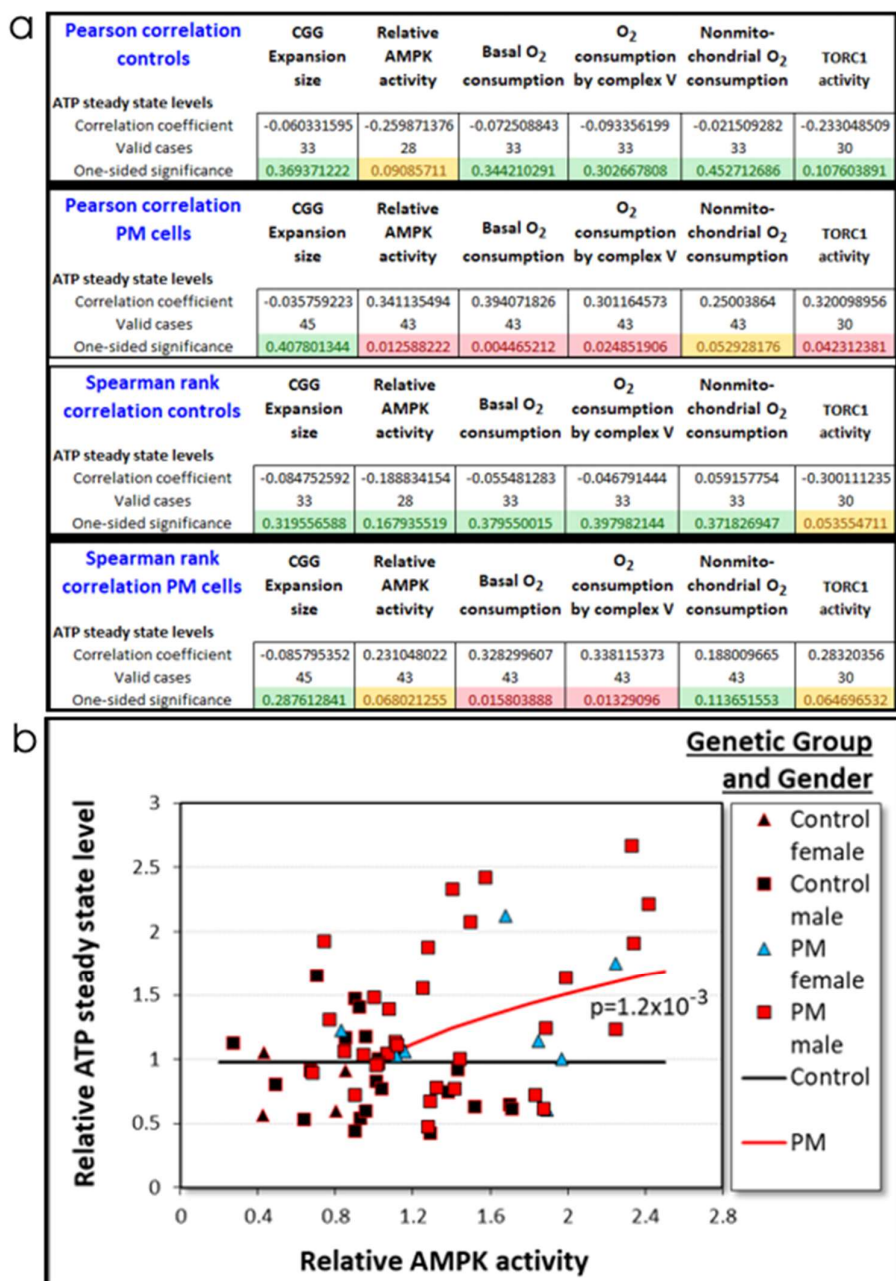 a
Pearson correlation controls
CGG Expansion size
Relative AMPK activity
Basal O2 consumption
O2 consumption by complex V
Nonmito-chondrial O2 consumption
TORC1 activity
ATP steady state levels
Correlation coefficient -0.060331595 -0.259871376 -0.072508843 -0.093356199 -0.021509282 -0.233048509
Valid cases 33 28 33 33 33 30
One-sided significance 0.369371222 0.09085711 0.344210291 0.302667808 0.452712686 0.107603891
Pearson correlation PM cells
CGG Expansion size
Relative AMPK activity
Basal O2 consumption
O2 consumption by complex V
Nonmito-chondrial O2 consumption
TORC1 activity
ATP steady state levels
Correlation coefficient -0.035759223 0.341135494 0.394071826 0.301164573 0.25003864 0.320098956
Valid cases 45 43 43 43 43 30
One-sided significance 0.407801344 0.012588222 0.004465212 0.024851906 0.052928176 0.042312381
Spearman rank correlation controls
CGG Expansion size
Relative AMPK activity
Basal O2 consumption
O2 consumption by complex V
Nonmito-chondrial O2 consumption
TORC1 activity
ATP steady state levels
Correlation coefficient -0.084752592 -0.188834154 -0.055481283 -0.046791444 0.059157754 -0.300111235
Valid cases 33 28 33 33 33 30
One-sided significance 0.319556588 0.167935519 0.379550015 0.397982144 0.371826947 0.053554711
Spearman rank correlation PM cells
CGG Expansion size
Relative AMPK activity
Basal O2 consumption
O2 consumption by complex V
Nonmito-chondrial O2 consumption
TORC1 activity
ATP steady state levels
Correlation coefficient -0.085795352 0.231048022 0.328299607 0.338115373 0.188009665 0.28320356
Valid cases 45 43 43 43 43 30
One-sided significance 0.287612841 0.068021255 0.015803888 0.01329096 0.113651553 0.064696532
b
Genetic Group
and Gender
Control
female
Control
male
PM
female
PM
male
Control
PM
Relative ATP steady state level
3
2.5
2
1.5
1
0.5
0
p=1.2x10-3
0 0.4 0.8 1.2 1.6 2 2.4 2.8
Relative AMPK activity